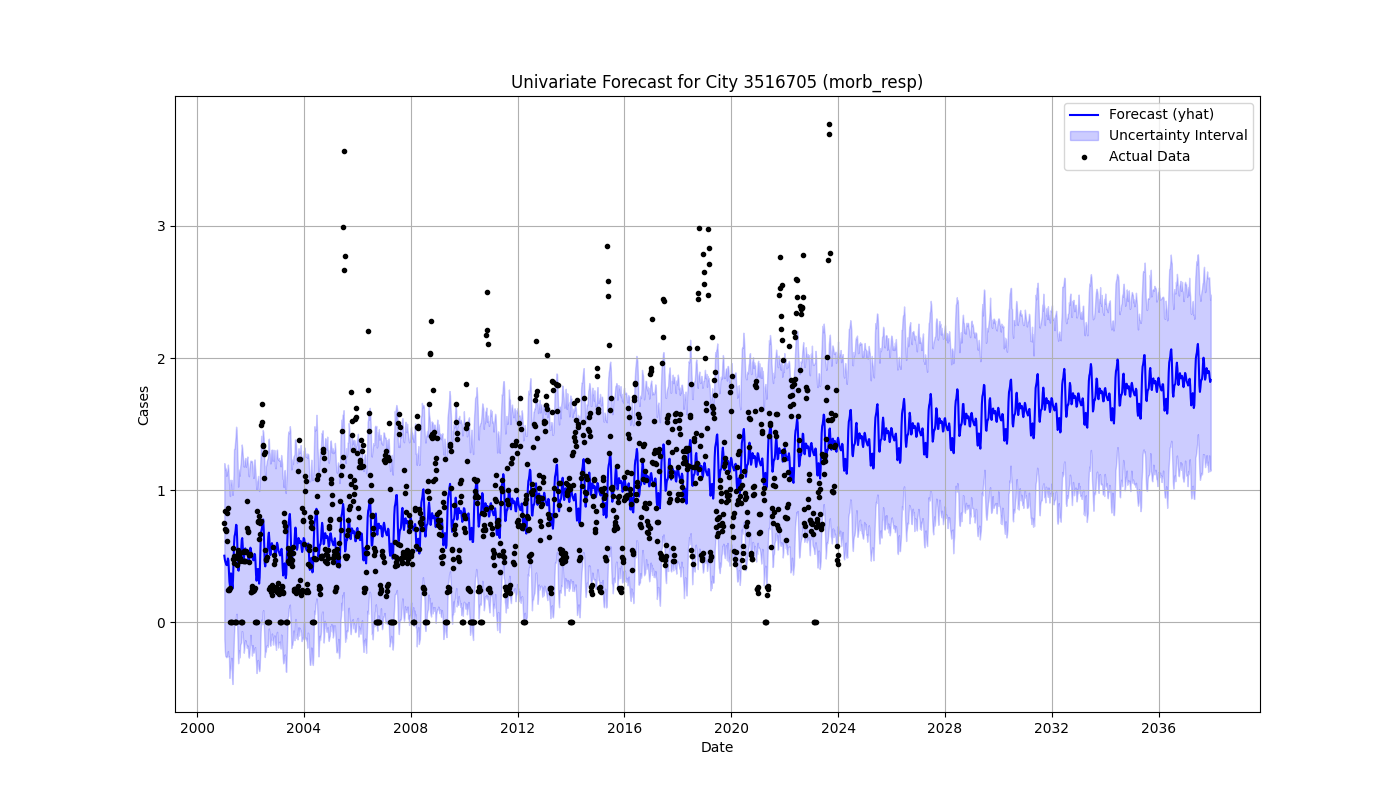 Univariate Forecast for City 3516705 (morb_resp)
Forecast (yhat)
Uncertainty Interval
Actual Data
Cases
3
2
1
0
2000 2004 2008 2012 2016 2020 2024 2028 2032 2036
Date